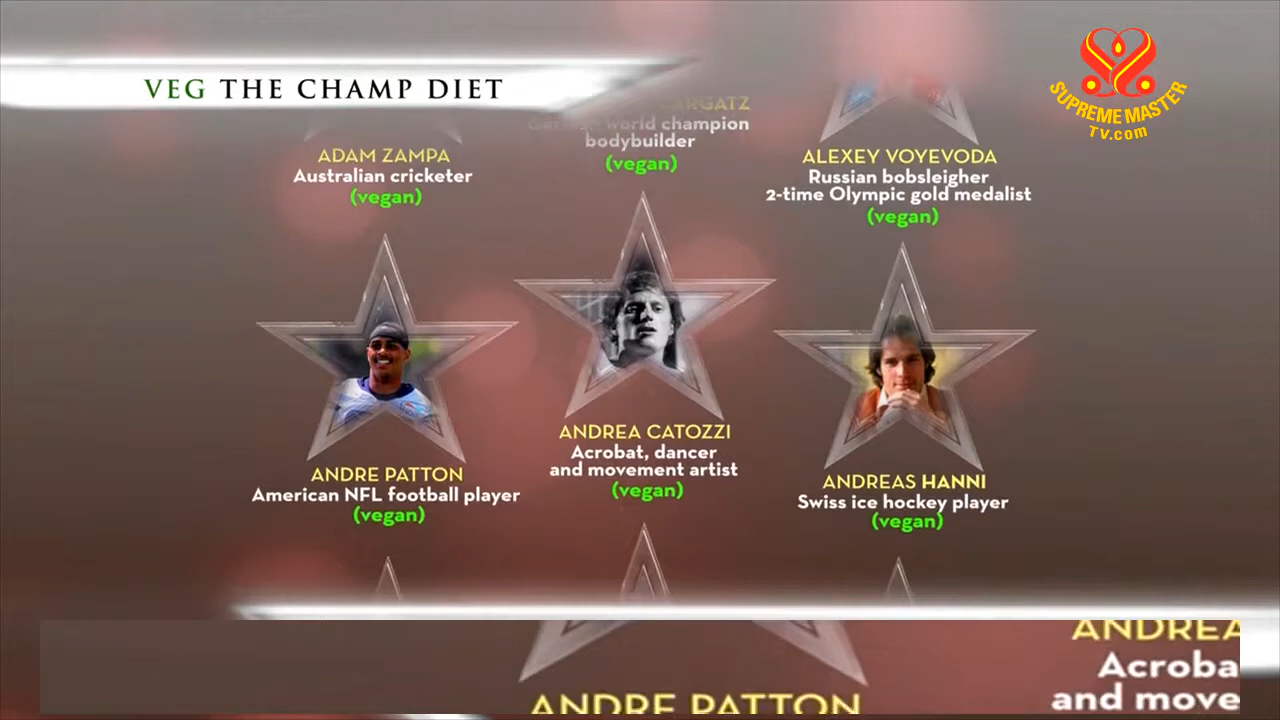 VEG THE CHAMP DIET
SUPREME MASTER
TV.com
ADAM ZAMPA
Australian cricketer
(vegan)
world champion
bodybuilder
(vegan)
ALEXEY VOYEVODA
Russian bobsleigher
2-time Olympic gold medalist
(vegan)
ANDRE PATTON
American NFL football player
(vegan)
ANDREA CATOZZI
Acrobat, dancer
and movement artist
(vegan)
ANDREAS HANNI
Swiss ice hockey player
(vegan)
ANDRE PATTON
ANDREA
Acroba
and move